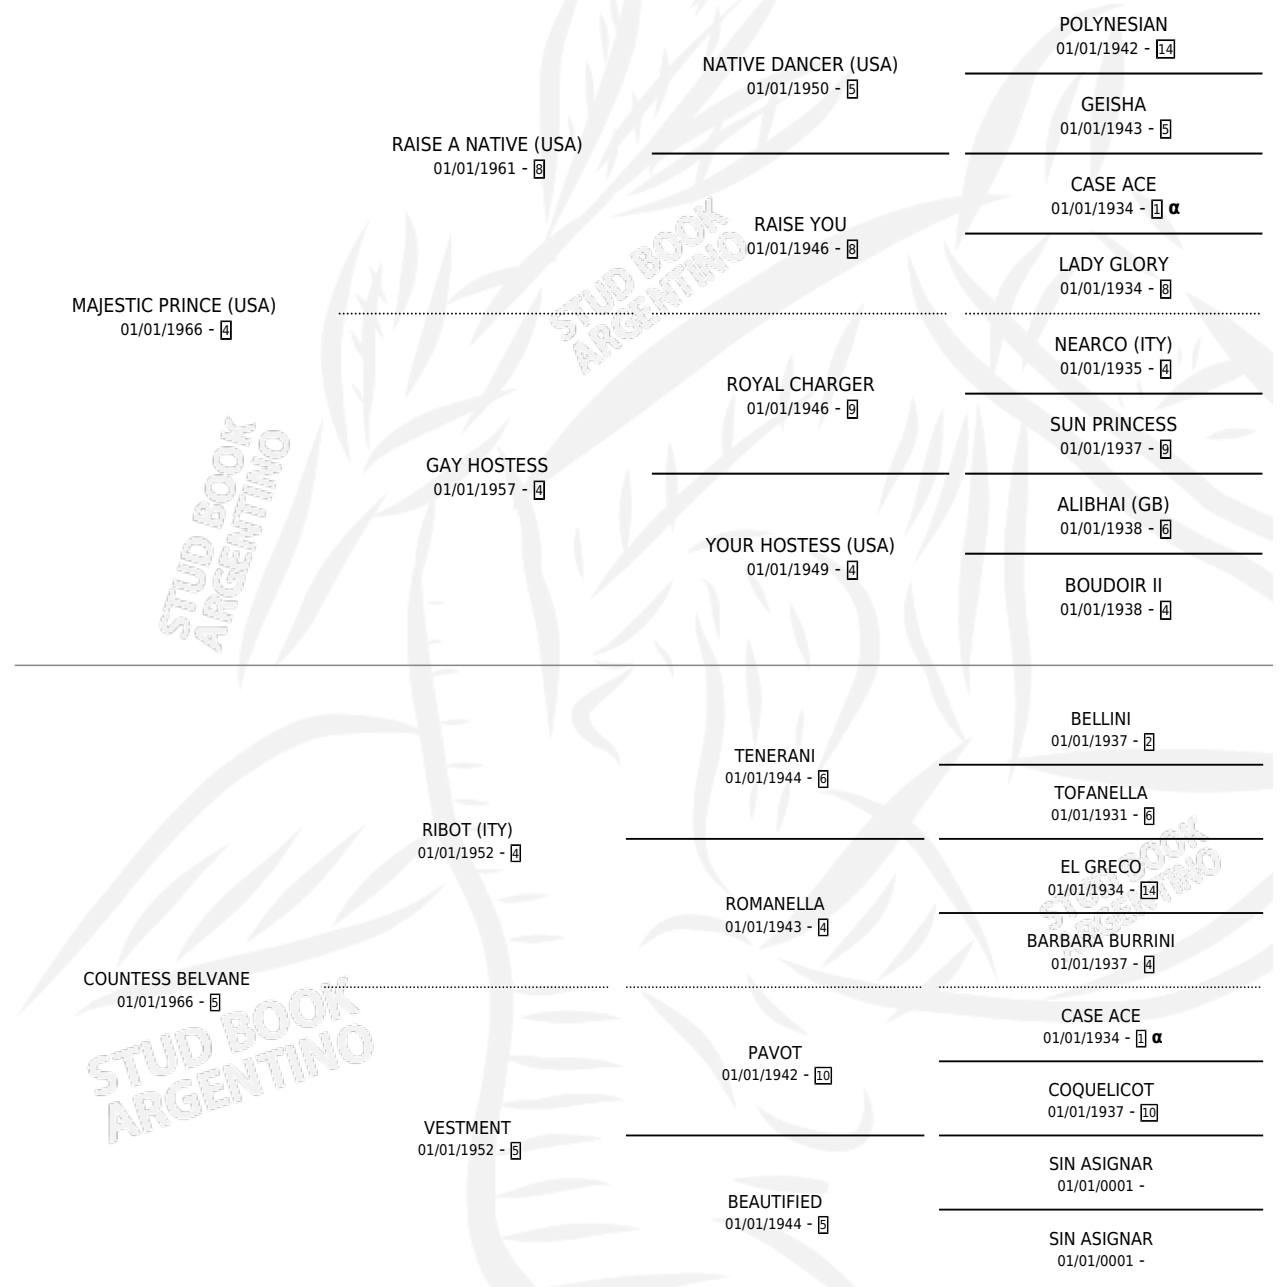 POLYNESIAN
01/01/1942 - 14
NATIVE DANCER (USA)
01/01/1950 - 5
GEISHA
01/01/1943 - 5
RAISE A NATIVE (USA)
01/01/1961 - 8
CASE ACE
01/01/1934 - 1 α
RAISE YOU
01/01/1946 - 8
LADY GLORY
01/01/1934 - 8
MAJESTIC PRINCE (USA)
01/01/1966 - 4
STUD BOOK
ARGENTINO
NEARCO (ITY)
01/01/1935 - 4
ROYAL CHARGER
01/01/1946 - 9
SUN PRINCESS
01/01/1937 - 9
GAY HOSTESS
01/01/1957 - 4
ALIBHAI (GB)
01/01/1938 - 6
YOUR HOSTESS (USA)
01/01/1949 - 4
BOUDOIR II
01/01/1938 - 4
STUD BOOK
ARGENTINO
BELLINI
01/01/1937 - 2
TENERANI
01/01/1944 - 6
TOFANELLA
01/01/1931 - 6
RIBOT (ITY)
01/01/1952 - 4
EL GRECO
01/01/1934 - 14
ROMANELLA
01/01/1943 - 4
BARBARA BURRINI
01/01/1937 - 4
STUD BOOK
ARGENTINO
COUNTESS BELVANE
01/01/1966 - 5
CASE ACE
01/01/1934 - 1 α
PAVOT
01/01/1942 - 10
COQUELICOT
01/01/1937 - 10
VESTMENT
01/01/1952 - 5
SIN ASIGNAR
01/01/0001 -
BEAUTIFIED
01/01/1944 - 5
SIN ASIGNAR
01/01/0001 -
STUD BOOK
ARGENTINO